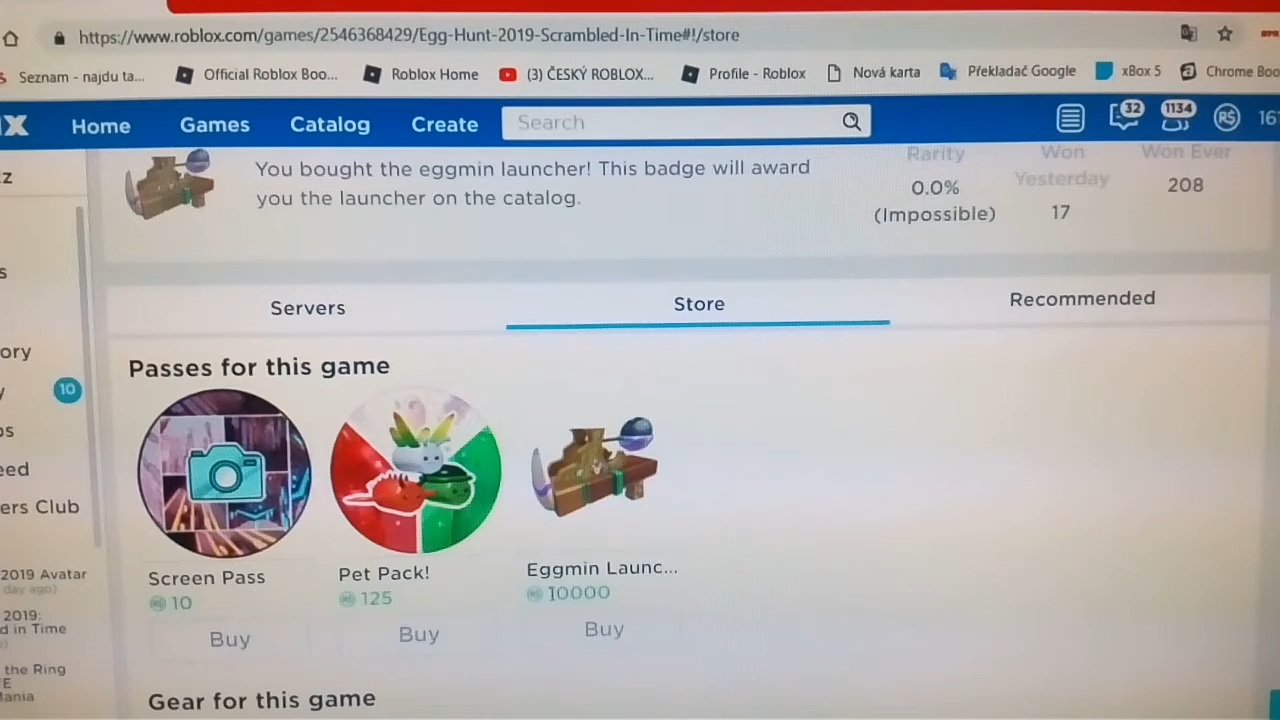 https://www.roblox.com/games/2546368429/Egg-Hunt-2019-Scrambled-In-Time#!/store
Seznam - najdu ta...
Official Roblox Boo...
Roblox Home
(3) ČESKÝ ROBLOX...
Profile - Roblox
Nová karta
Překladač Google
xBox 5
Chrome Boo
X
Home
Games
Catalog
Create
Search
32
1134
R$
16
z
You bought the eggmin launcher! This badge will award
you the launcher on the catalog.
Rarity
0.0%
(Impossible)
Won
Yesterday
17
Won Ever
208
s
ory
y
10
os
eed
ers Club
2019 Avatar
day ago)
2019:
d in Time
the Ring
E
Mania
Servers
Store
Recommended
Passes for this game
Screen Pass
10
Buy
Pet Pack!
125
Buy
Eggmin Launc...
10000
Buy
Gear for this game